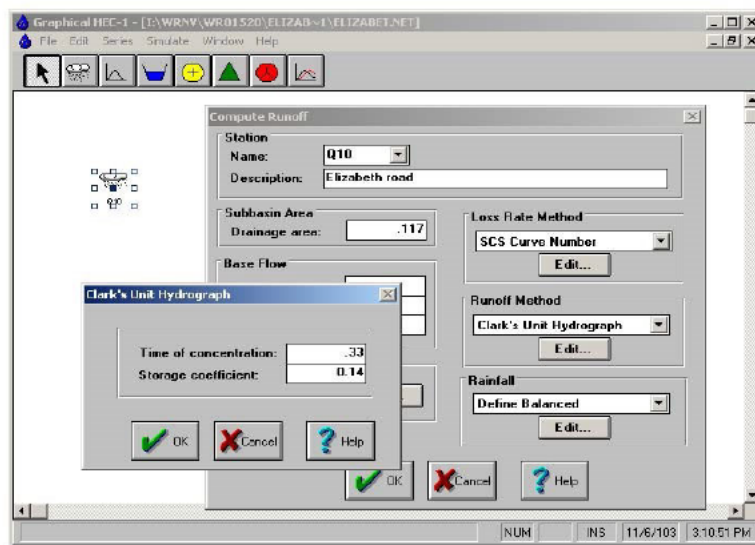 Graphical HEC-1 - [I:\WRNV\WR01520\ELIZAB~1\ELIZABET.NET]
File Edit Series Simulate Window Help
Compute Runoff
Station
Name: Q10
Description: Elizabeth road
Subbasin Area
Drainage area: .117
Base Flow
Loss Rate Method
SCS Curve Number
Edit...
Runoff Method
Clark's Unit Hydrograph
Edit...
Rainfall
Define Balanced
Edit...
OK Cancel Help
Clark's Unit Hydrograph
Time of concentration: .33
Storage coefficient: 0.14
OK Cancel Help
NUM INS 11/6/103 3:10:51 PM